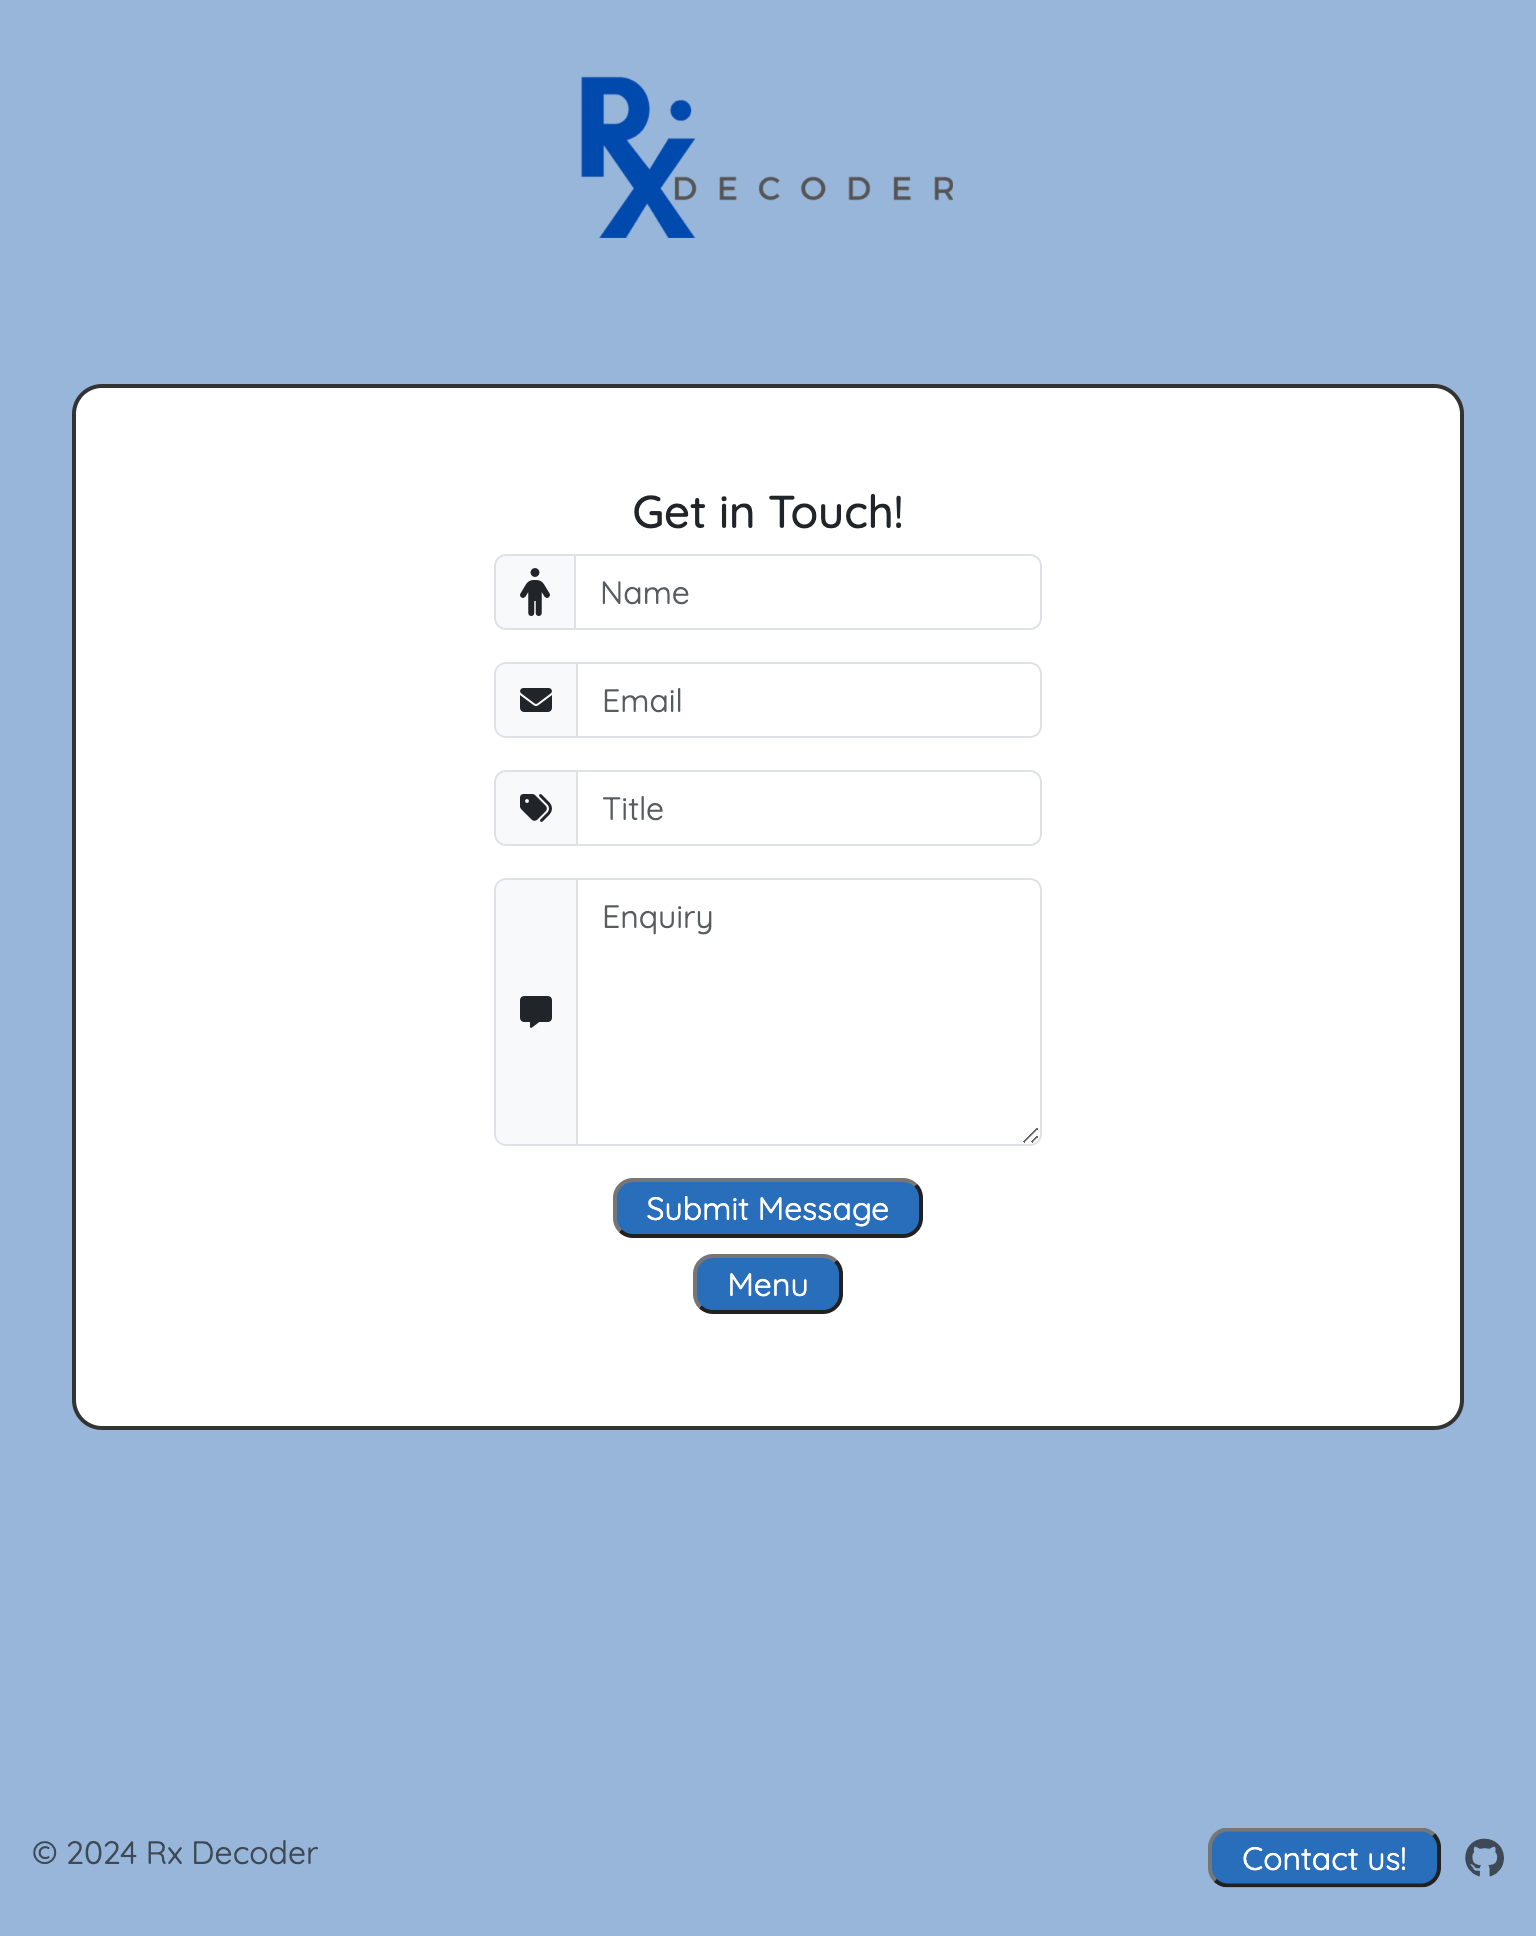 Rx DECODER
Get in Touch!
Name
Email
Title
Enquiry
Submit Message
Menu
© 2024 Rx Decoder
Contact us!